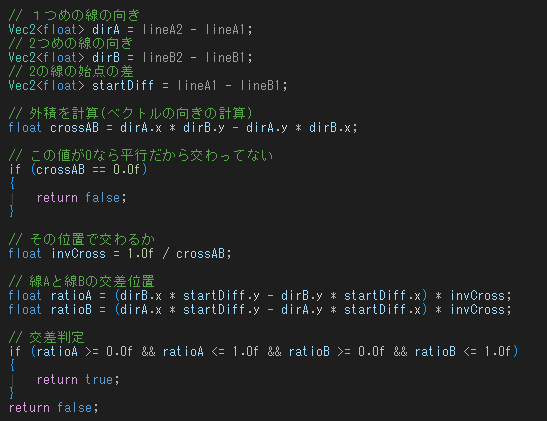 // １つめの線の向き
Vec2<float> dirA = lineA2 - lineA1;
// 2つめの線の向き
Vec2<float> dirB = lineB2 - lineB1;
// 2の線の始点の差
Vec2<float> startDiff = lineA1 - lineB1;
// 外積を計算(ベクトルの向きの計算)
float crossAB = dirA.x * dirB.y - dirA.y * dirB.x;
// この値が0なら平行だから交わってない
if (crossAB == 0.0f)
{
return false;
}
// その位置で交わるか
float invCross = 1.0f / crossAB;
// 線Aと線Bの交差位置
float ratioA = (dirB.x * startDiff.y - dirB.y * startDiff.x) * invCross;
float ratioB = (dirA.x * startDiff.y - dirA.y * startDiff.x) * invCross;
// 交差判定
if (ratioA >= 0.0f && ratioA <= 1.0f && ratioB >= 0.0f && ratioB <= 1.0f)
{
return true;
}
return false;